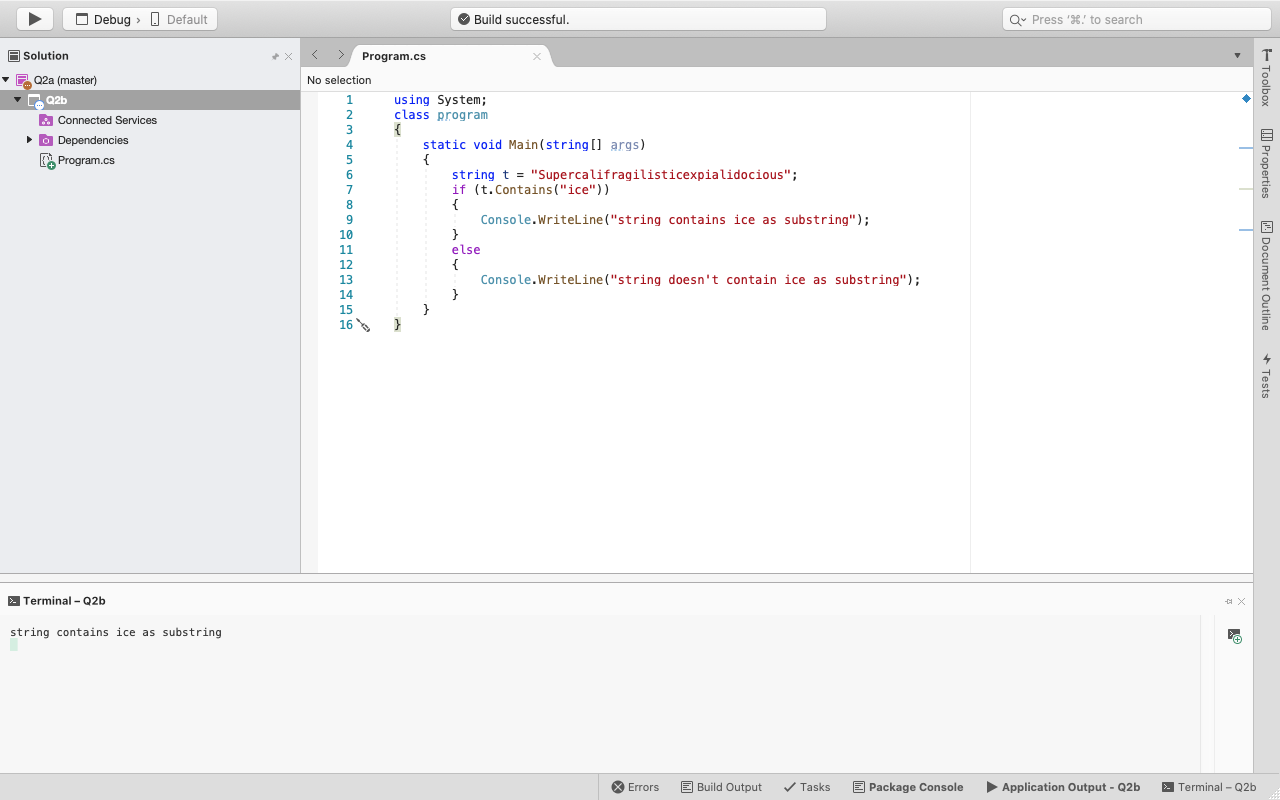 Debug › Default
Build successful.
Press ‘⌘.’ to search
Solution
Q2a (master)
Q2b
Connected Services
Dependencies
Program.cs
Program.cs
No selection
1 using System;
2 class program
3 {
4 static void Main(string[] args)
5 {
6 string t = "Supercalifragilisticexpialidocious";
7 if (t.Contains("ice"))
8 {
9 Console.WriteLine("string contains ice as substring");
10 }
11 else
12 {
13 Console.WriteLine("string doesn't contain ice as substring");
14 }
15 }
16 }
Toolbox
Properties
Document Outline
Tests
Terminal – Q2b
string contains ice as substring
Errors
Build Output
Tasks
Package Console
Application Output - Q2b
Terminal – Q2b